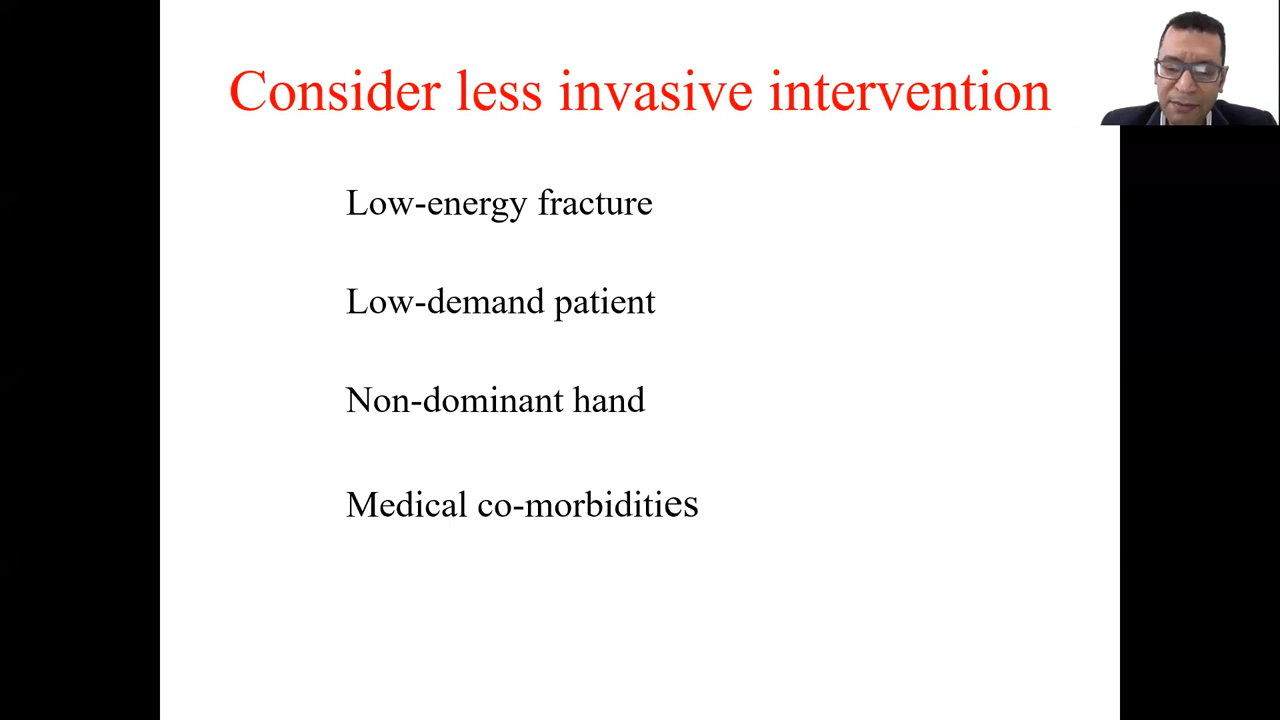 Consider less invasive intervention
Low-energy fracture
Low-demand patient
Non-dominant hand
Medical co-morbidities